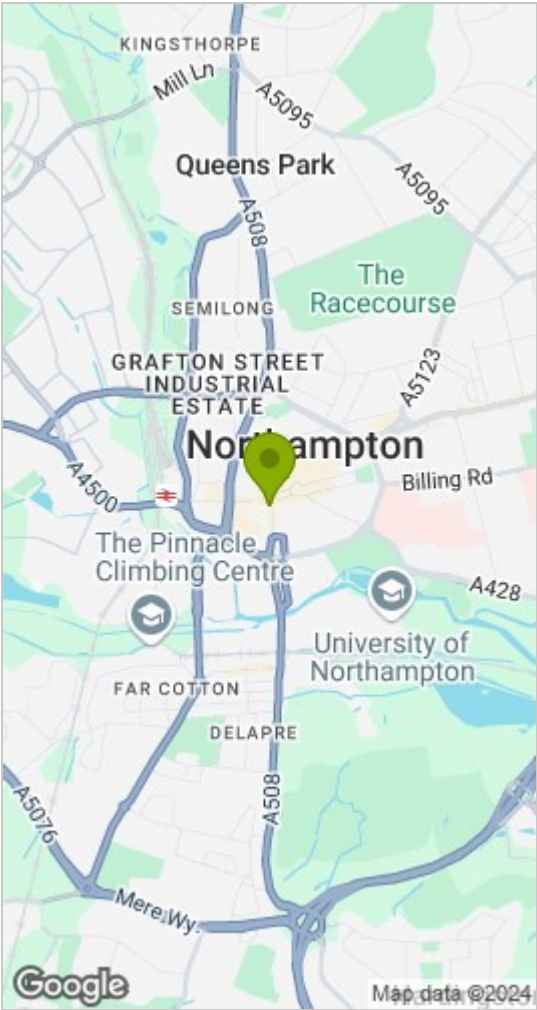 KINGSTHORPE
Mill Ln
A5095
Queens Park
A5095
A508
The
Racecourse
SEMILONG
GRAFTON STREET
INDUSTRIAL
ESTATE
A5123
Northampton
A4500
Billing Rd
The Pinnacle
Climbing Centre
A428
University of
Northampton
FAR COTTON
DELAPRE
A508
A5076
Mere Wy.
Google
Map data ©2024